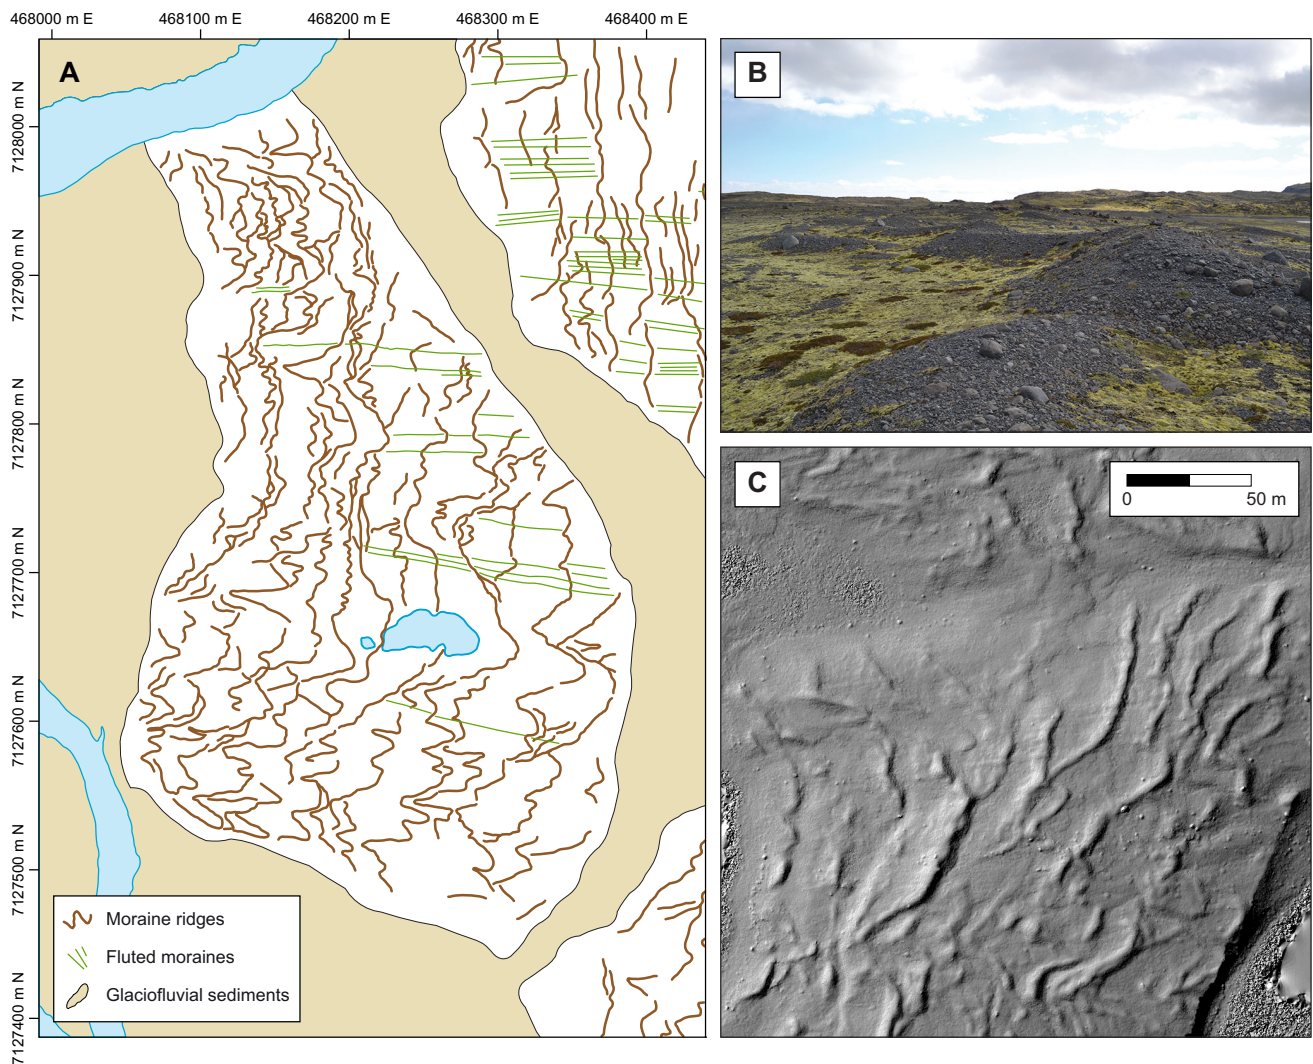 468000 m E
468100 m E
468200 m E
468300 m E
468400 m E
A
7128000 m N
7127900 m N
7127800 m N
7127700 m N
7127600 m N
7127500 m N
7127400 m N
Moraine ridges
Fluted moraines
Glaciofluvial sediments
B
C
0 50 m